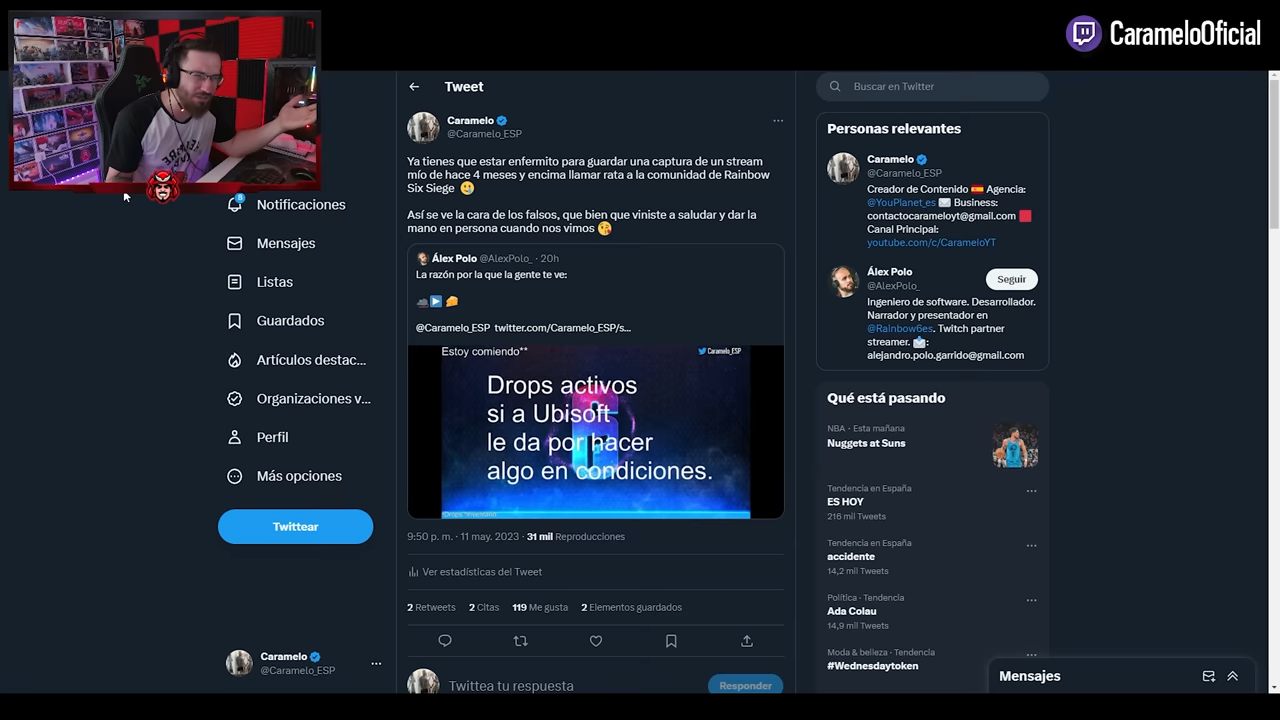 CarameloOficial
Tweet
Buscar en Twitter
Caramelo
@Caramelo_ESP
Ya tienes que estar enfermito para guardar una captura de un stream
mío de hace 4 meses y encima llamar rata a la comunidad de Rainbow
Six Siege
Así se ve la cara de los falsos, que bien que viniste a saludar y dar la
mano en persona cuando nos vimos
Álex Polo @AlexPolo_ · 20h
La razón por la que la gente te ve:
@Caramelo_ESP twitter.com/Caramelo_ESP/s...
Estoy comiendo**
Caramelo_ESP
Drops activos
si a Ubisoft
le da por hacer
algo en condiciones.
9:50 p. m. · 11 may. 2023 · 31 mil Reproducciones
Ver estadísticas del Tweet
2 Retweets 2 Citas 119 Me gusta 2 Elementos guardados
Twittea tu respuesta
Responder
8
Notificaciones
Mensajes
Listas
Guardados
Artículos destac...
Organizaciones v...
Perfil
Más opciones
Twittear
Caramelo
@Caramelo_ESP
Personas relevantes
Caramelo
@Caramelo_ESP
Creador de Contenido Agencia:
@YouPlanet_es Business:
contactocarameloyt@gmail.com
Canal Principal:
youtube.com/c/CarameloYT
Álex Polo
@AlexPolo_
Seguir
Ingeniero de software. Desarrollador.
Narrador y presentador en
@Rainbow6es. Twitch partner
streamer. :
alejandro.polo.garrido@gmail.com
Qué está pasando
NBA · Esta mañana
Nuggets at Suns
Tendencia en España
ES HOY
216 mil Tweets
Tendencia en España
accidente
14,2 mil Tweets
Política · Tendencia
Ada Colau
14,9 mil Tweets
Moda & belleza · Tendencia
#Wednesdaytoken
Mensajes